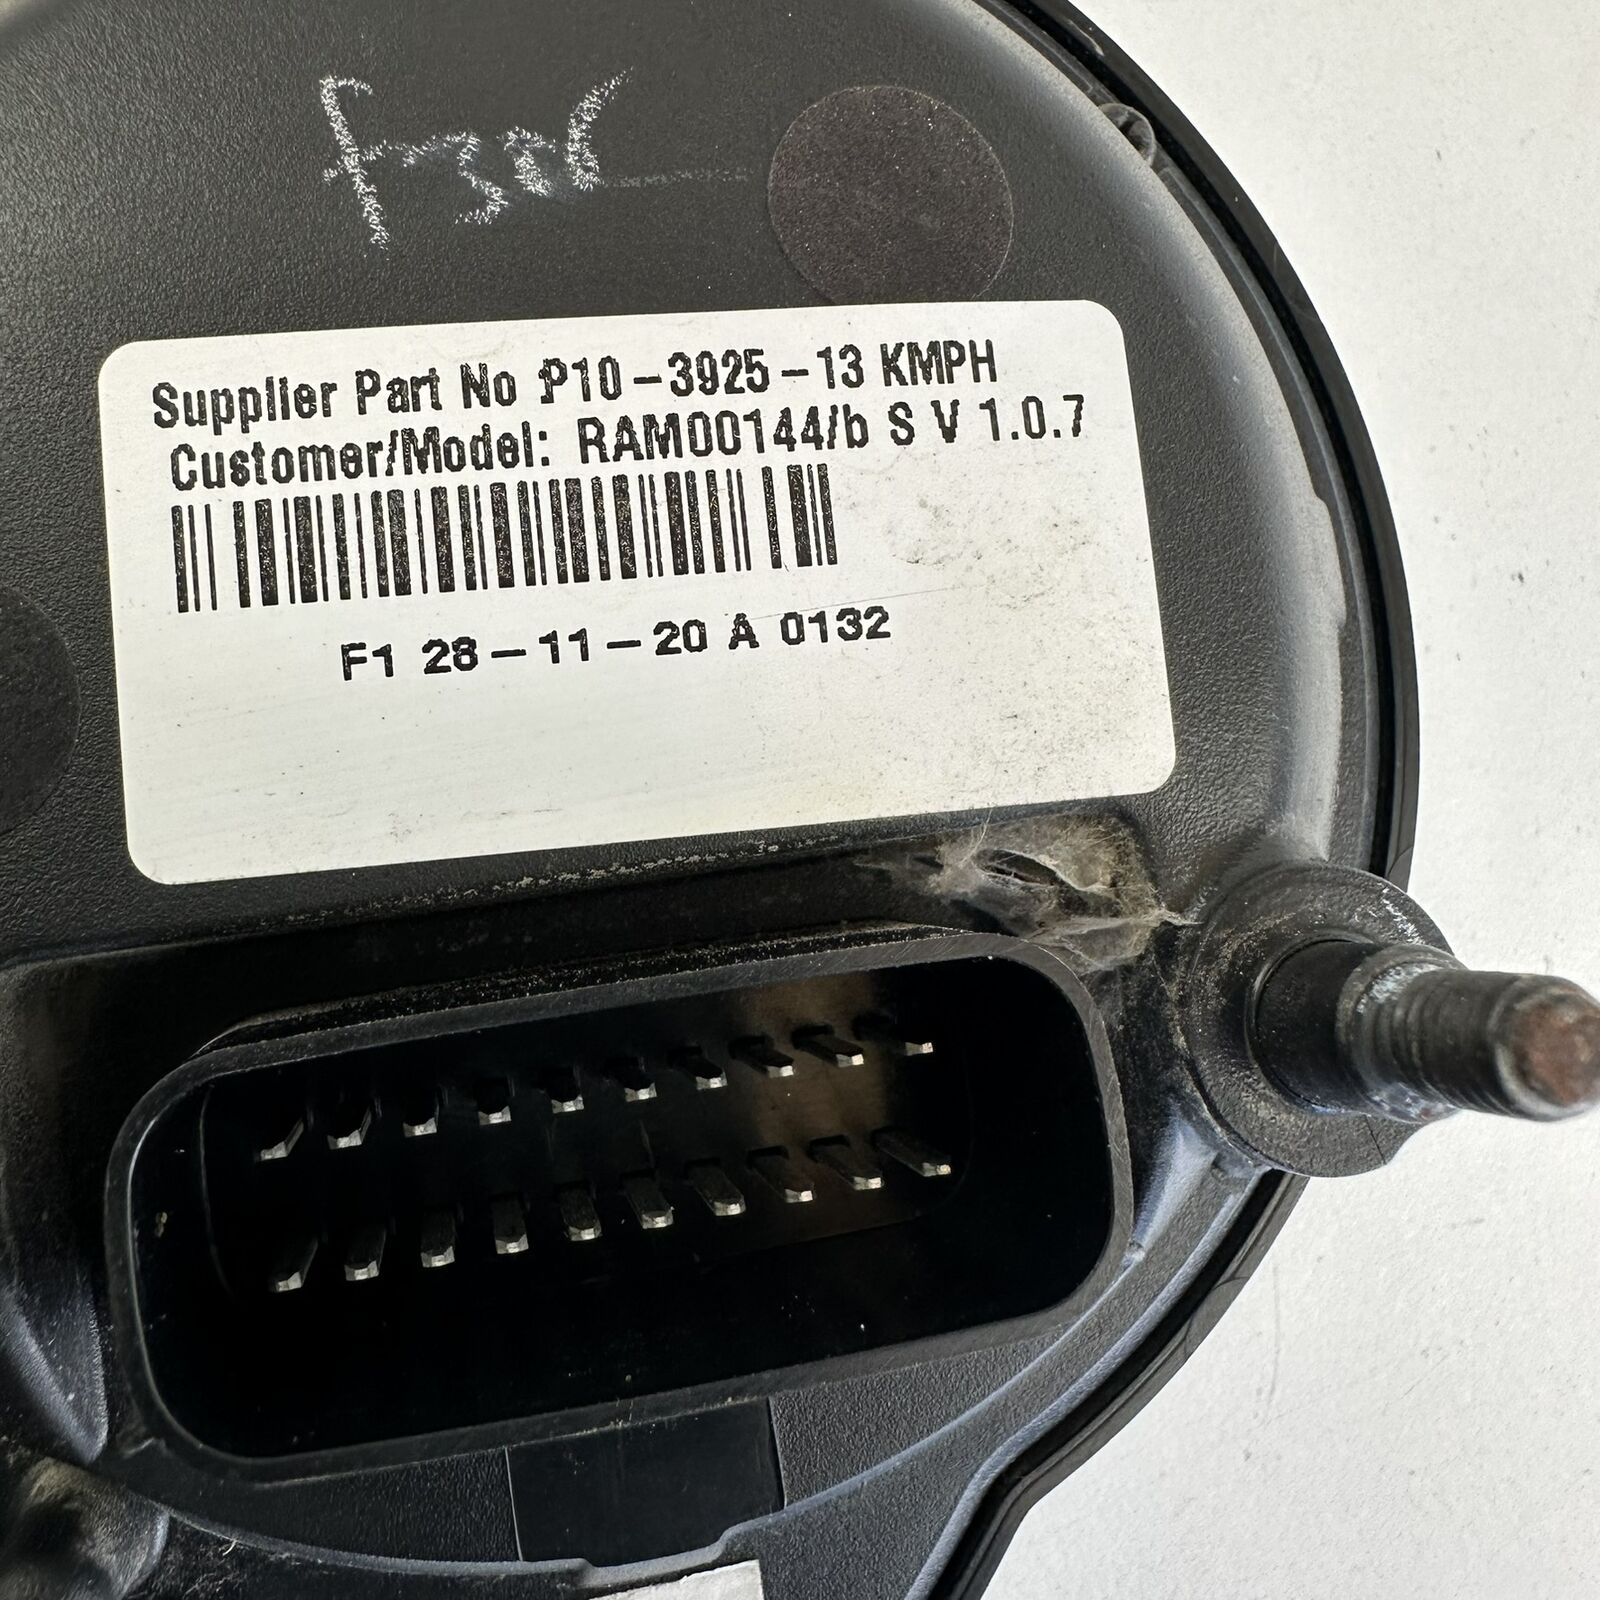 Supplier Part No :P10-3925-13 KMPH
Customer/Model: RAM00144/b S V 1.0.7
F1 28-11-20 A 0132